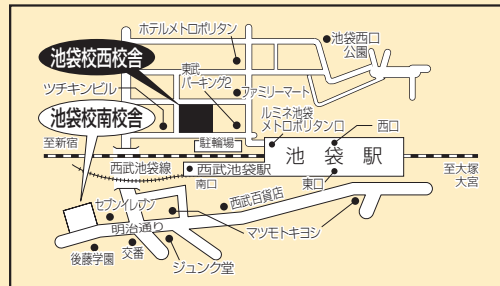 ホテルメトロポリタン
池袋西口
公園
池袋校西校舎
東武
パーキング2
ファミリーマート
ツチキンビル
ルミネ池袋
メトロポリタン口
西口
池袋校南校舎
駐輪場
池袋駅
至新宿
至大塚
大宮
西武池袋線
西武池袋駅
南口
東口
西武百貨店
セブンイレブン
明治通り
マツモトキヨシ
後藤学園
交番
ジュンク堂